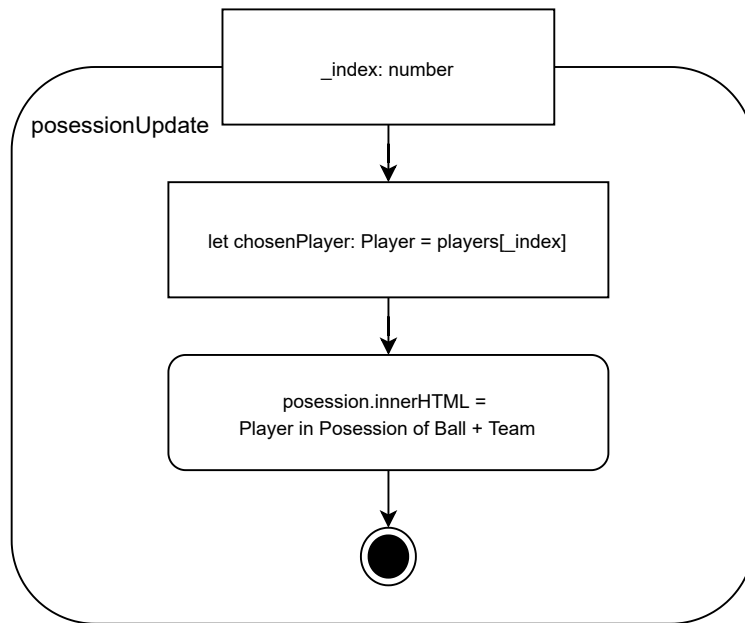 _index: number
posessionUpdate
let chosenPlayer: Player = players[_index]
posession.innerHTML =
Player in Posession of Ball + Team